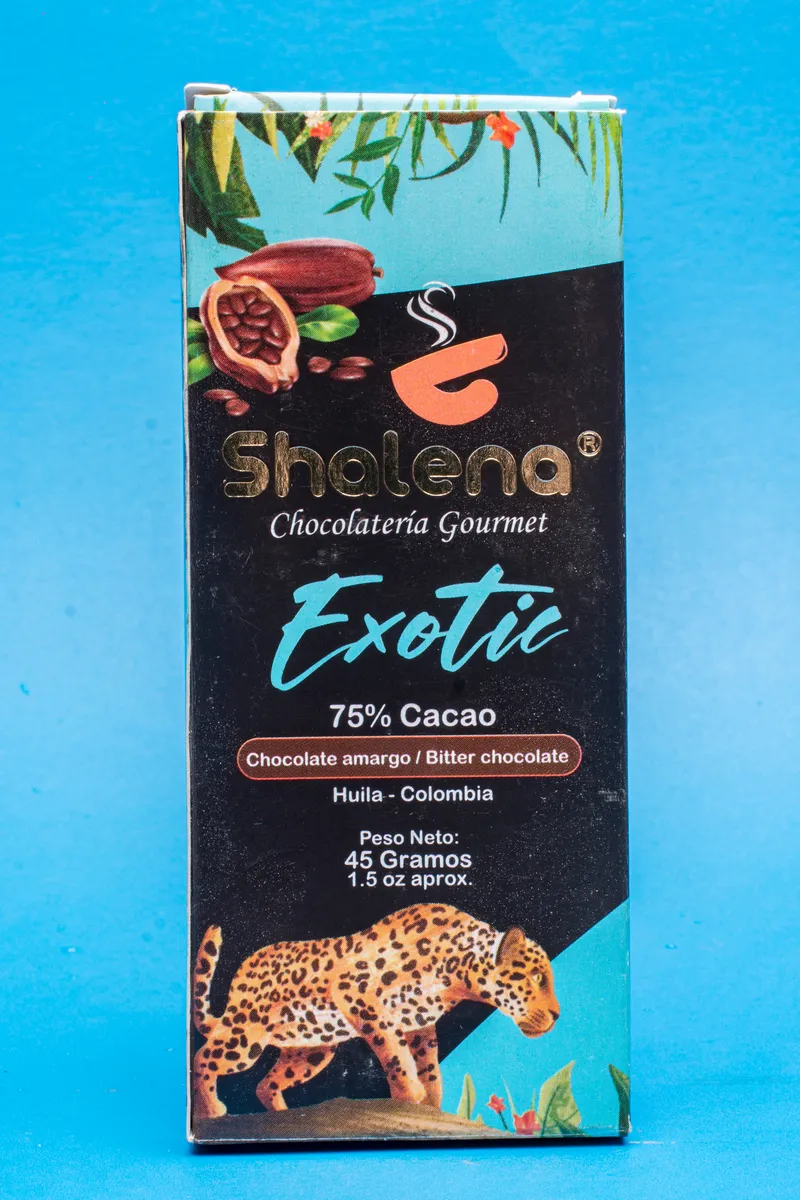 Shalena®
Chocolatería Gourmet
Exotic
75% Cacao
Chocolate amargo / Bitter chocolate
Huila - Colombia
Peso Neto:
45 Gramos
1.5 oz aprox.